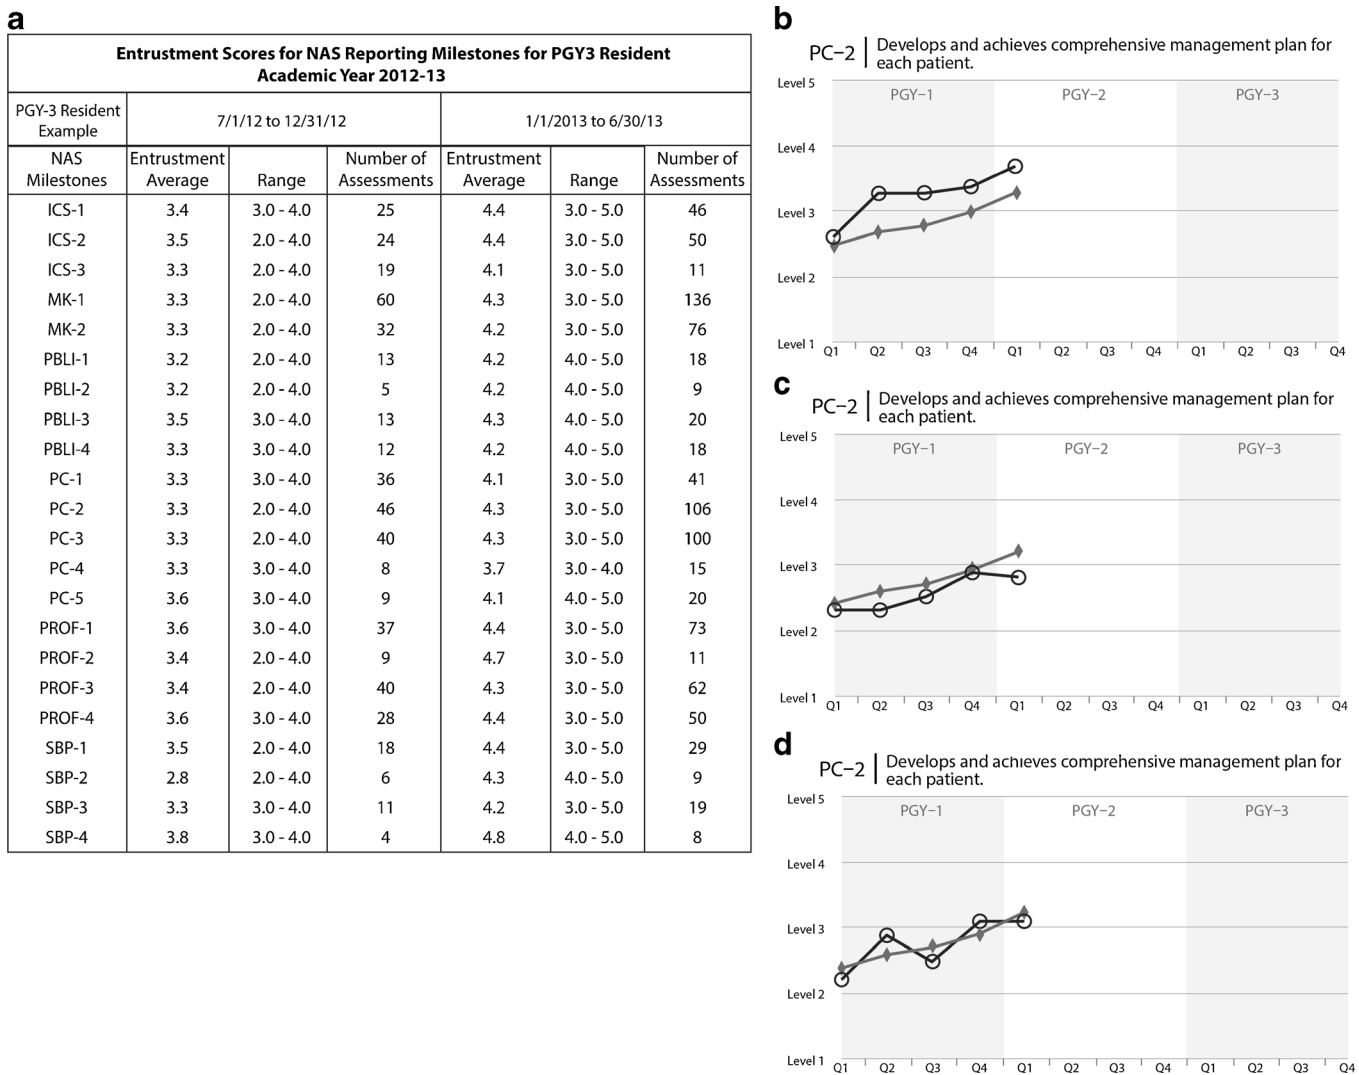 a
Entrustment Scores for NAS Reporting Milestones for PGY3 Resident
Academic Year 2012-13
PGY-3 Resident Example 7/1/12 to 12/31/12 1/1/2013 to 6/30/13
NAS Milestones Entrustment Average Range Number of Assessments Entrustment Average Range Number of Assessments
ICS-1 3.4 3.0 - 4.0 25 4.4 3.0 - 5.0 46
ICS-2 3.5 2.0 - 4.0 24 4.4 3.0 - 5.0 50
ICS-3 3.3 2.0 - 4.0 19 4.1 3.0 - 5.0 11
MK-1 3.3 2.0 - 4.0 60 4.3 3.0 - 5.0 136
MK-2 3.3 2.0 - 4.0 32 4.2 3.0 - 5.0 76
PBLI-1 3.2 2.0 - 4.0 13 4.2 4.0 - 5.0 18
PBLI-2 3.2 2.0 - 4.0 5 4.2 4.0 - 5.0 9
PBLI-3 3.5 3.0 - 4.0 13 4.3 4.0 - 5.0 20
PBLI-4 3.3 3.0 - 4.0 12 4.2 4.0 - 5.0 18
PC-1 3.3 3.0 - 4.0 36 4.1 3.0 - 5.0 41
PC-2 3.3 2.0 - 4.0 46 4.3 3.0 - 5.0 106
PC-3 3.3 2.0 - 4.0 40 4.3 3.0 - 5.0 100
PC-4 3.3 3.0 - 4.0 8 3.7 3.0 - 4.0 15
PC-5 3.6 3.0 - 4.0 9 4.1 4.0 - 5.0 20
PROF-1 3.6 3.0 - 4.0 37 4.4 3.0 - 5.0 73
PROF-2 3.4 2.0 - 4.0 9 4.7 3.0 - 5.0 11
PROF-3 3.4 2.0 - 4.0 40 4.3 3.0 - 5.0 62
PROF-4 3.6 3.0 - 4.0 28 4.4 3.0 - 5.0 50
SBP-1 3.5 2.0 - 4.0 18 4.4 3.0 - 5.0 29
SBP-2 2.8 2.0 - 4.0 6 4.3 4.0 - 5.0 9
SBP-3 3.3 3.0 - 4.0 11 4.2 3.0 - 5.0 19
SBP-4 3.8 3.0 - 4.0 4 4.8 4.0 - 5.0 8
b
PC−2 Develops and achieves comprehensive management plan for
each patient.
Level 5
PGY−1 PGY−2 PGY−3
Level 4
Level 3
Level 2
Level 1
Q1 Q2 Q3 Q4 Q1 Q2 Q3 Q4 Q1 Q2 Q3 Q4
c
PC−2 Develops and achieves comprehensive management plan for
each patient.
Level 5
PGY−1 PGY−2 PGY−3
Level 4
Level 3
Level 2
Level 1
Q1 Q2 Q3 Q4 Q1 Q2 Q3 Q4 Q1 Q2 Q3 Q4
d
PC−2 Develops and achieves comprehensive management plan for
each patient.
Level 5
PGY−1 PGY−2 PGY−3
Level 4
Level 3
Level 2
Level 1
Q1 Q2 Q3 Q4 Q1 Q2 Q3 Q4 Q1 Q2 Q3 Q4